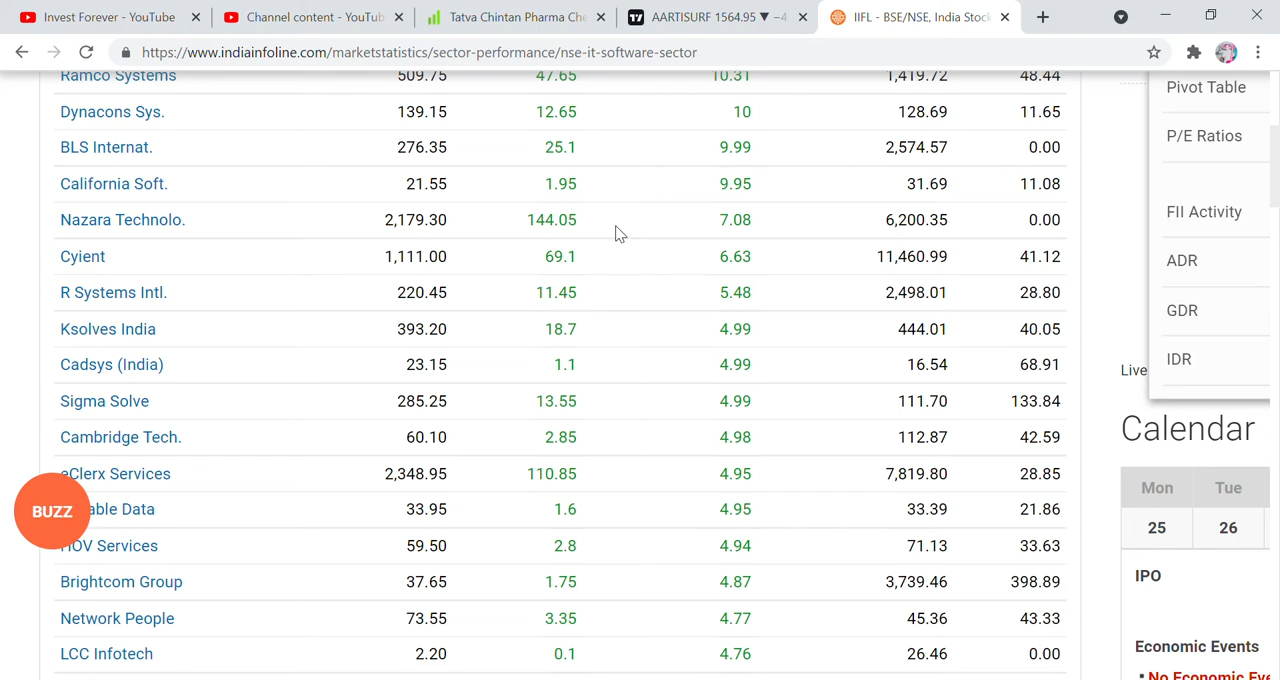 Invest Forever - YouTube
Channel content - YouTub
Tatva Chintan Pharma Che
AARTISURF 1564.95 ▼ −4
IIFL - BSE/NSE, India Stock
https://www.indiainfoline.com/marketstatistics/sector-performance/nse-it-software-sector
Ramco Systems 509.75 47.65 10.31 1,419.72 48.44
Dynacons Sys. 139.15 12.65 10 128.69 11.65
BLS Internat. 276.35 25.1 9.99 2,574.57 0.00
California Soft. 21.55 1.95 9.95 31.69 11.08
Nazara Technolo. 2,179.30 144.05 7.08 6,200.35 0.00
Cyient 1,111.00 69.1 6.63 11,460.99 41.12
R Systems Intl. 220.45 11.45 5.48 2,498.01 28.80
Ksolves India 393.20 18.7 4.99 444.01 40.05
Cadsys (India) 23.15 1.1 4.99 16.54 68.91
Sigma Solve 285.25 13.55 4.99 111.70 133.84
Cambridge Tech. 60.10 2.85 4.98 112.87 42.59
eClerx Services 2,348.95 110.85 4.95 7,819.80 28.85
able Data 33.95 1.6 4.95 33.39 21.86
HOV Services 59.50 2.8 4.94 71.13 33.63
Brightcom Group 37.65 1.75 4.87 3,739.46 398.89
Network People 73.55 3.35 4.77 45.36 43.33
LCC Infotech 2.20 0.1 4.76 26.46 0.00
BUZZ
Pivot Table
P/E Ratios
FII Activity
ADR
GDR
IDR
Live
Calendar
Mon Tue
25 26
IPO
Economic Events
No Economic Eve